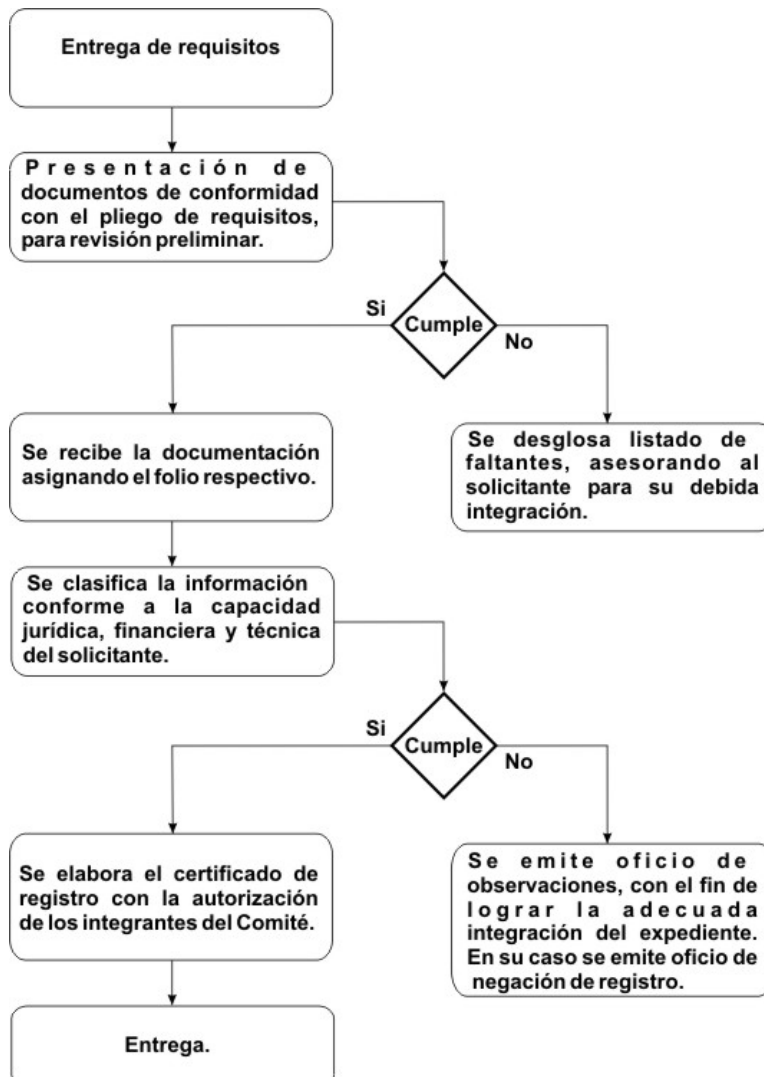 Entrega de requisitos
Presentación de
documentos de conformidad
con el pliego de requisitos,
para revisión preliminar.
Cumple
Si
No
Se recibe la documentación
asignando el folio respectivo.
Se desglosa listado de
faltantes, asesorando al
solicitante para su debida
integración.
Se clasifica la información
conforme a la capacidad
jurídica, financiera y técnica
del solicitante.
Cumple
Si
No
Se elabora el certificado de
registro con la autorización
de los integrantes del Comité.
Se emite oficio de
observaciones, con el fin de
lograr la adecuada
integración del expediente.
En su caso se emite oficio de
negación de registro.
Entrega.